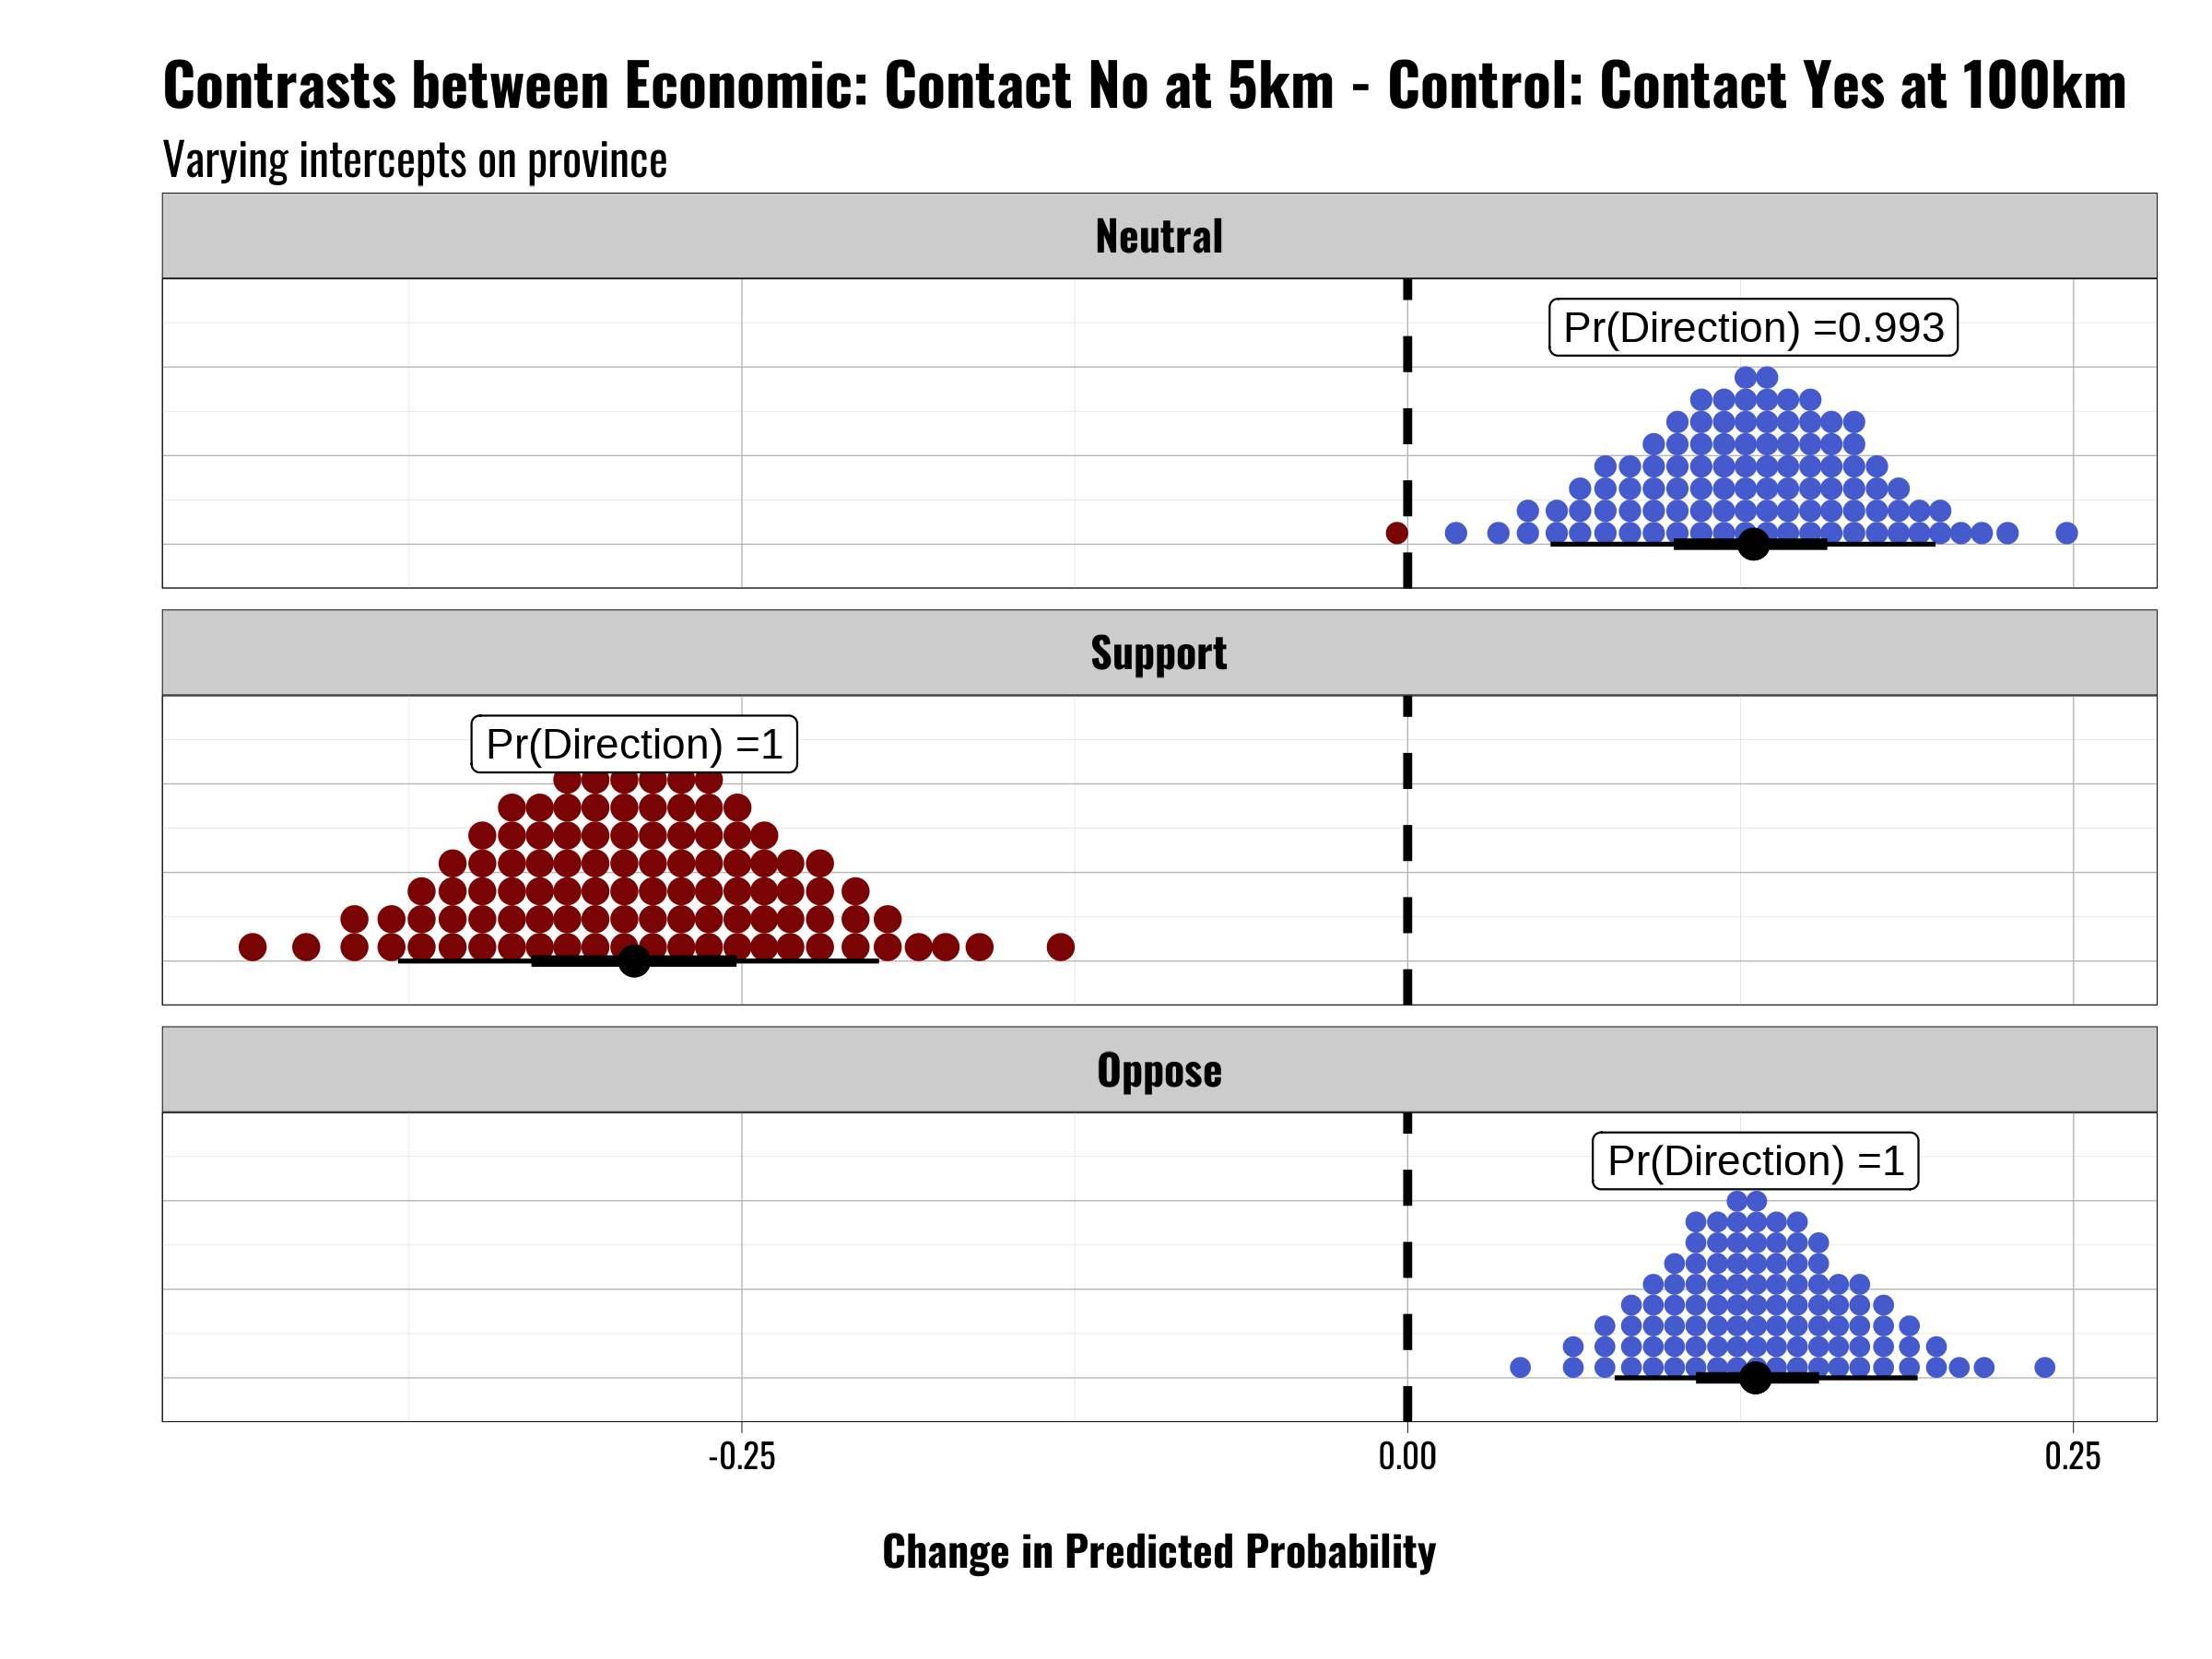 Contrasts between Economic: Contact No at 5km - Control: Contact Yes at 100km
Varying intercepts on province
Neutral
Pr(Direction) =0.993
Support
Pr(Direction) =1
Oppose
Pr(Direction) =1
-0.25 0.00 0.25
Change in Predicted Probability